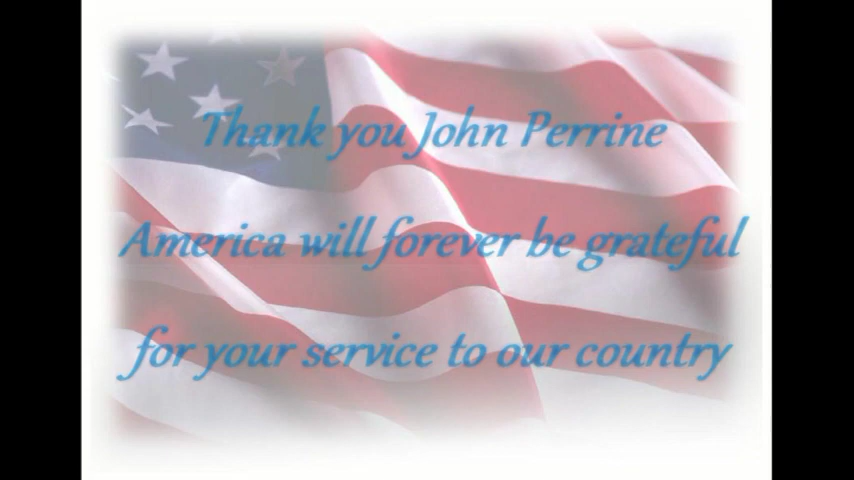 Thank you John Perrine
America will forever be grateful
for your service to our country